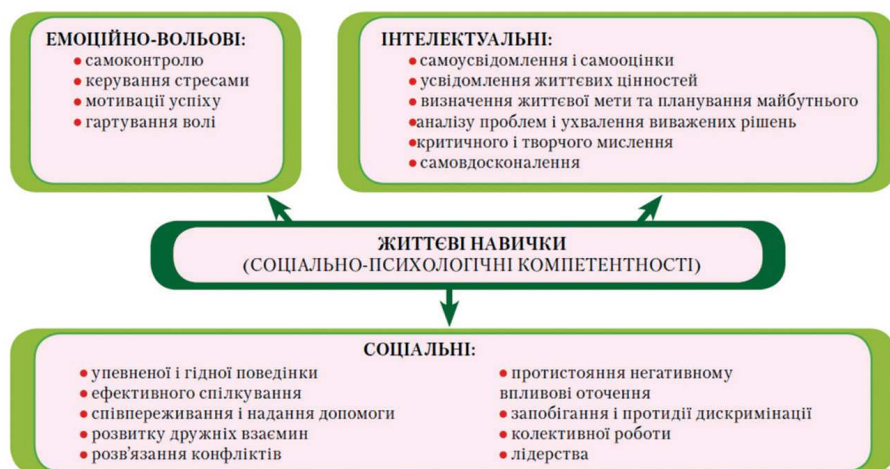 ЕМОЦІЙНО-ВОЛЬОВІ:
• самоконтролю
• керування стресами
• мотивації успіху
• гартування волі
ІНТЕЛЕКТУАЛЬНІ:
• самоусвідомлення і самооцінки
• усвідомлення життєвих цінностей
• визначення життєвої мети та планування майбутнього
• аналізу проблем і ухвалення виважених рішень
• критичного і творчого мислення
• самовдосконалення
ЖИТТЄВІ НАВИЧКИ
(СОЦІАЛЬНО-ПСИХОЛОГІЧНІ КОМПЕТЕНТНОСТІ)
СОЦІАЛЬНІ:
• упевненої і гідної поведінки
• ефективного спілкування
• співпереживання і надання допомоги
• розвитку дружніх взаємин
• розв'язання конфліктів
• протистояння негативному
впливові оточення
• запобігання і протидії дискримінації
• колективної роботи
• лідерства